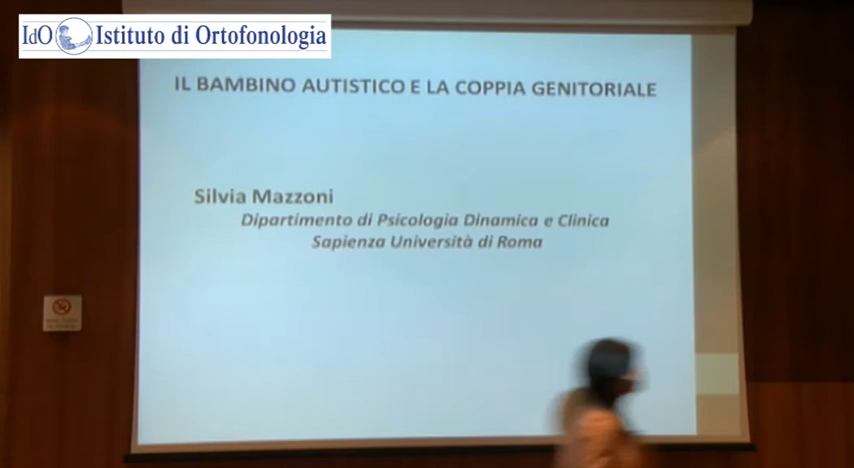 IdO Istituto di Ortofonologia
IL BAMBINO AUTISTICO E LA COPPIA GENITORIALE
Silvia Mazzoni
Dipartimento di Psicologia Dinamica e Clinica
Sapienza Università di Roma